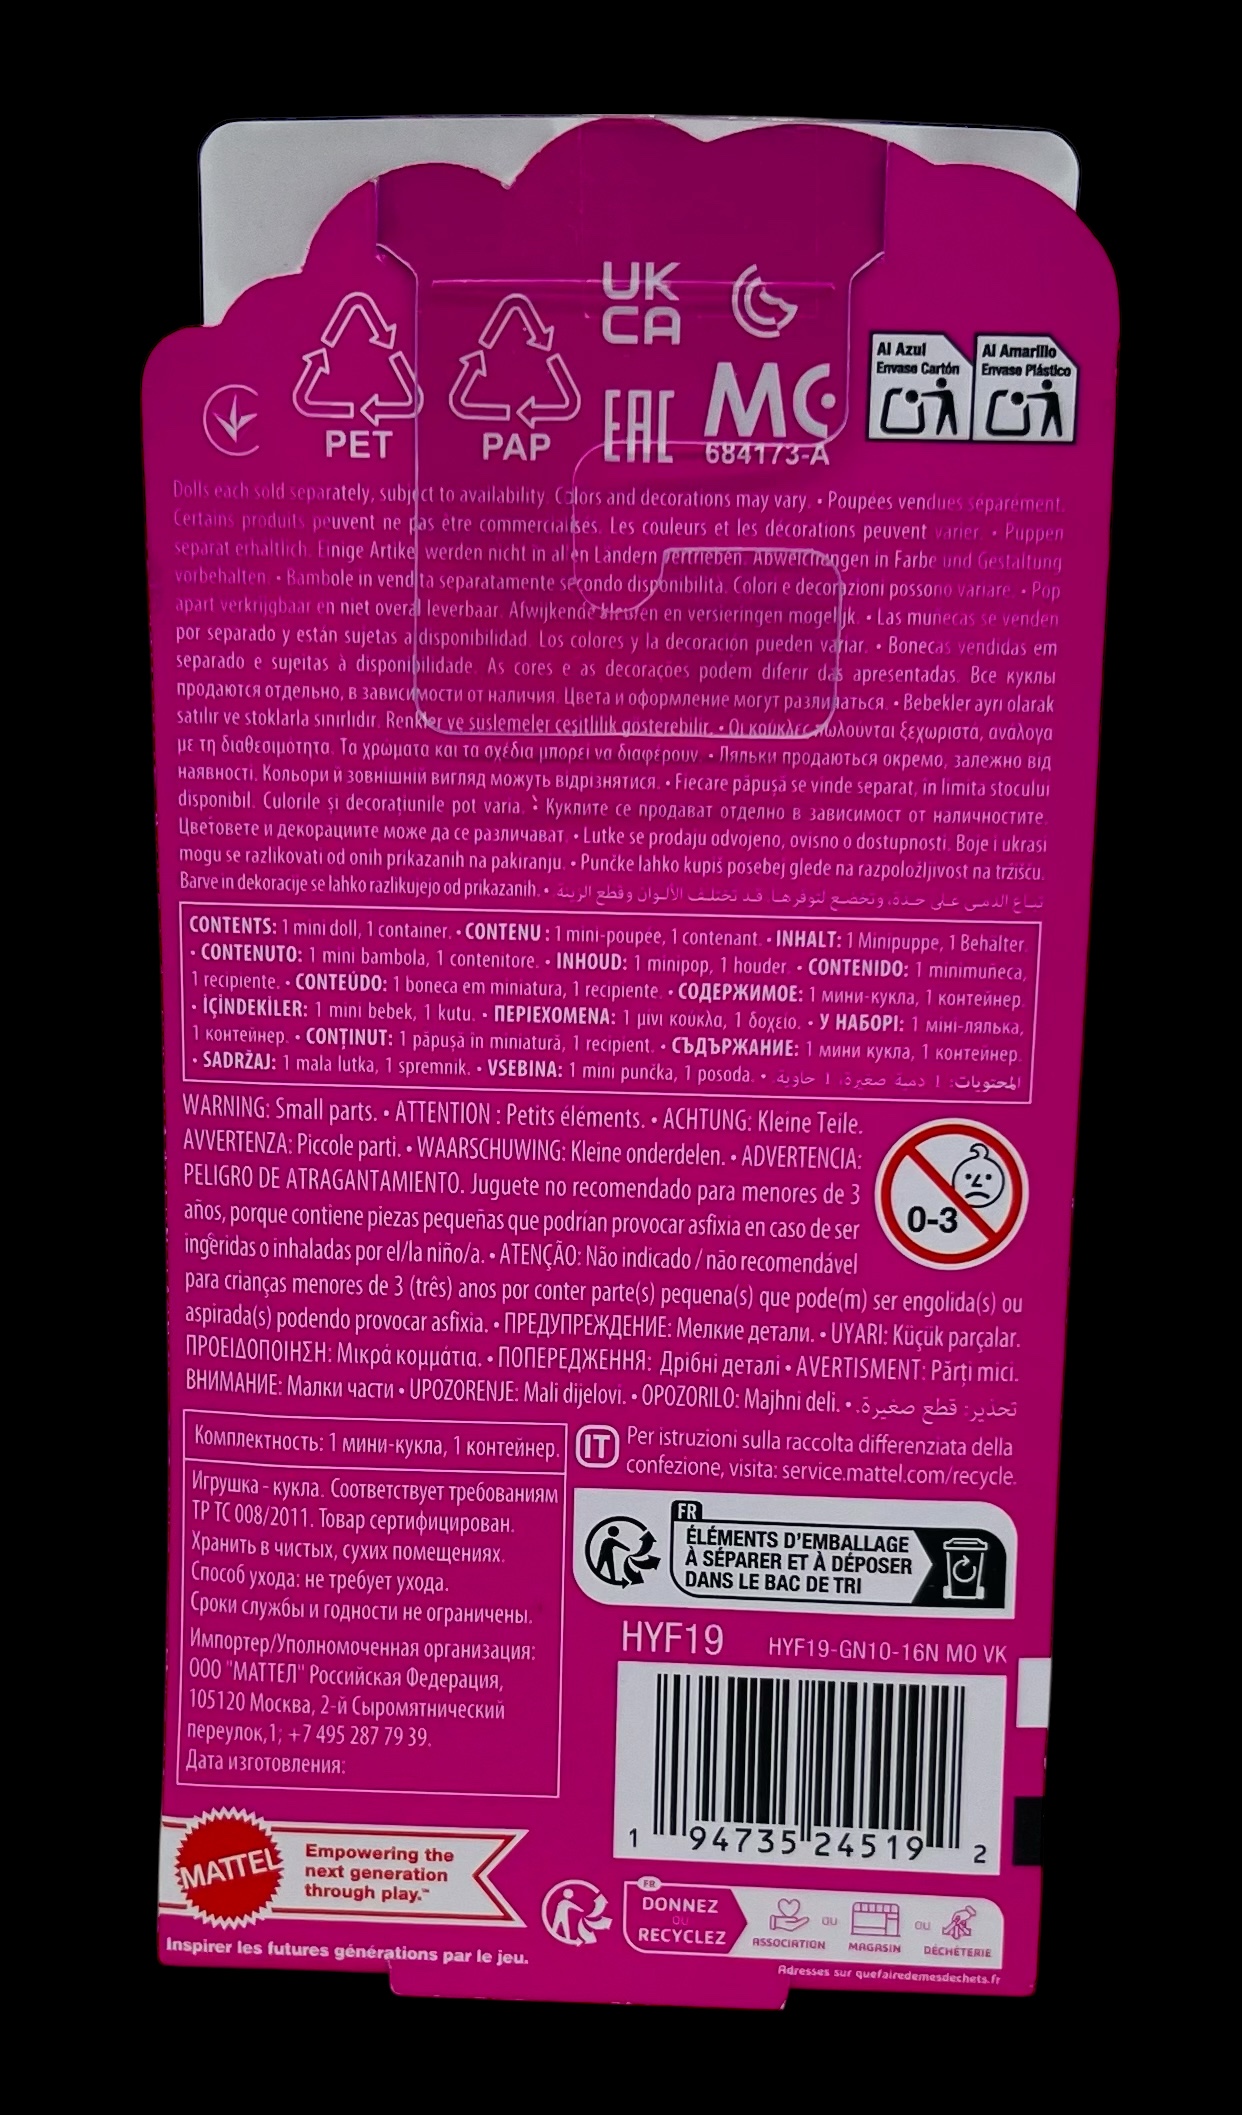 UK
CA
Al Azul
Envase Cartón
Al Amarillo
Envase Plástico
PET
PAP
EAC
MC
684173-A
Dolls each sold separately, subject to availability. Colors and decorations may vary. • Poupées vendues séparément.
Certains produits peuvent ne pas être commercialisés. Les couleurs et les décorations peuvent varier. • Puppen
separat erhältlich. Einige Artikel werden nicht in allen Ländern vertrieben. Abweichungen in Farbe und Gestaltung
vorbehalten. • Bambole in vendita separatamente secondo disponibilità. Colori e decorazioni possono variare. • Pop
apart verkrijgbaar en niet overal leverbaar. Afwijkende kleuren en versieringen mogelijk. • Las muñecas se venden
por separado y están sujetas a disponibilidad. Los colores y la decoración pueden variar. • Bonecas vendidas em
separado e sujeitas à disponibilidade. As cores e as decorações podem diferir das apresentadas. Все куклы
продаются отдельно, в зависимости от наличия. Цвета и оформление могут различаться. • Bebekler ayrı olarak
satılır ve stoklarla sınırlıdır. Renkler ve süslemeler çeşitlilik gösterebilir. • Οι κούκλες πωλούνται ξεχωριστά, ανάλογα
με τη διαθεσιμότητα. Τα χρώματα και τα σχέδια μπορεί να διαφέρουν. • Ляльки продаються окремо, залежно від
наявності. Кольори й зовнішній вигляд можуть відрізнятися. • Fiecare păpușă se vinde separat, în limita stocului
disponibil. Culorile și decorațiunile pot varia. • Куклите се продават отделно в зависимост от наличностите.
Цветовете и декорациите може да се различават. • Lutke se prodaju odvojeno, ovisno o dostupnosti. Boje i ukrasi
mogu se razlikovati od onih prikazanih na pakiranju. • Punčke lahko kupiš posebej glede na razpoložljivost na tržišču.
Barve in dekoracije se lahko razlikujejo od prikazanih. • تباع الدمى على حدة، وتخضع لتوفرها. قد تختلف الألوان وقطع الزينة.
CONTENTS: 1 mini doll, 1 container. • CONTENU : 1 mini-poupée, 1 contenant. • INHALT: 1 Minipuppe, 1 Behälter.
• CONTENUTO: 1 mini bambola, 1 contenitore. • INHOUD: 1 minipop, 1 houder. • CONTENIDO: 1 minimuñeca,
1 recipiente. • CONTEÚDO: 1 boneca em miniatura, 1 recipiente. • СОДЕРЖИМОЕ: 1 мини-кукла, 1 контейнер.
• İÇİNDEKİLER: 1 mini bebek, 1 kutu. • ΠΕΡΙΕΧΟΜΕΝΑ: 1 μίνι κούκλα, 1 δοχείο. • У НАБОРІ: 1 міні-лялька,
1 контейнер. • CONȚINUT: 1 păpușă în miniatură, 1 recipient. • СЪДЪРЖАНИЕ: 1 мини кукла, 1 контейнер.
• SADRŽAJ: 1 mala lutka, 1 spremnik. • VSEBINA: 1 mini punčka, 1 posoda. • المحتويات: 1 دمية صغيرة، 1 حاوية.
WARNING: Small parts. • ATTENTION : Petits éléments. • ACHTUNG: Kleine Teile.
AVVERTENZA: Piccole parti. • WAARSCHUWING: Kleine onderdelen. • ADVERTENCIA:
PELIGRO DE ATRAGANTAMIENTO. Juguete no recomendado para menores de 3
años, porque contiene piezas pequeñas que podrían provocar asfixia en caso de ser
ingeridas o inhaladas por el/la niño/a. • ATENÇÃO: Não indicado / não recomendável
para crianças menores de 3 (três) anos por conter parte(s) pequena(s) que pode(m) ser engolida(s) ou
aspirada(s) podendo provocar asfixia. • ПРЕДУПРЕЖДЕНИЕ: Мелкие детали. • UYARI: Küçük parçalar.
ΠΡΟΕΙΔΟΠΟΙΗΣΗ: Μικρά κομμάτια. • ПОПЕРЕДЖЕННЯ: Дрібні деталі • AVERTISMENT: Părți mici.
ВНИМАНИЕ: Малки части • UPOZORENJE: Mali dijelovi. • OPOZORILO: Majhni deli. • تحذير: قطع صغيرة.
0-3
Комплектность: 1 мини-кукла, 1 контейнер.
Игрушка - кукла. Соответствует требованиям
ТР ТС 008/2011. Товар сертифицирован.
Хранить в чистых, сухих помещениях.
Способ ухода: не требует ухода.
Сроки службы и годности не ограничены.
Импортер/Уполномоченная организация:
ООО "МАТТЕЛ" Российская Федерация,
105120 Москва, 2-й Сыромятнический
переулок,1; +7 495 287 79 39.
Дата изготовления:
IT
Per istruzioni sulla raccolta differenziata della
confezione, visita: service.mattel.com/recycle.
FR
ÉLÉMENTS D'EMBALLAGE
À SÉPARER ET À DÉPOSER
DANS LE BAC DE TRI
HYF19
HYF19-GN10-16N MO VK
1 94735 24519 2
MATTEL
Empowering the
next generation
through play.™
Inspirer les futures générations par le jeu.
FR
DONNEZ
OU
RECYCLEZ
ASSOCIATION
OU
MAGASIN
OU
DÉCHÈTERIE
Adresses sur quefairedemesdechets.fr